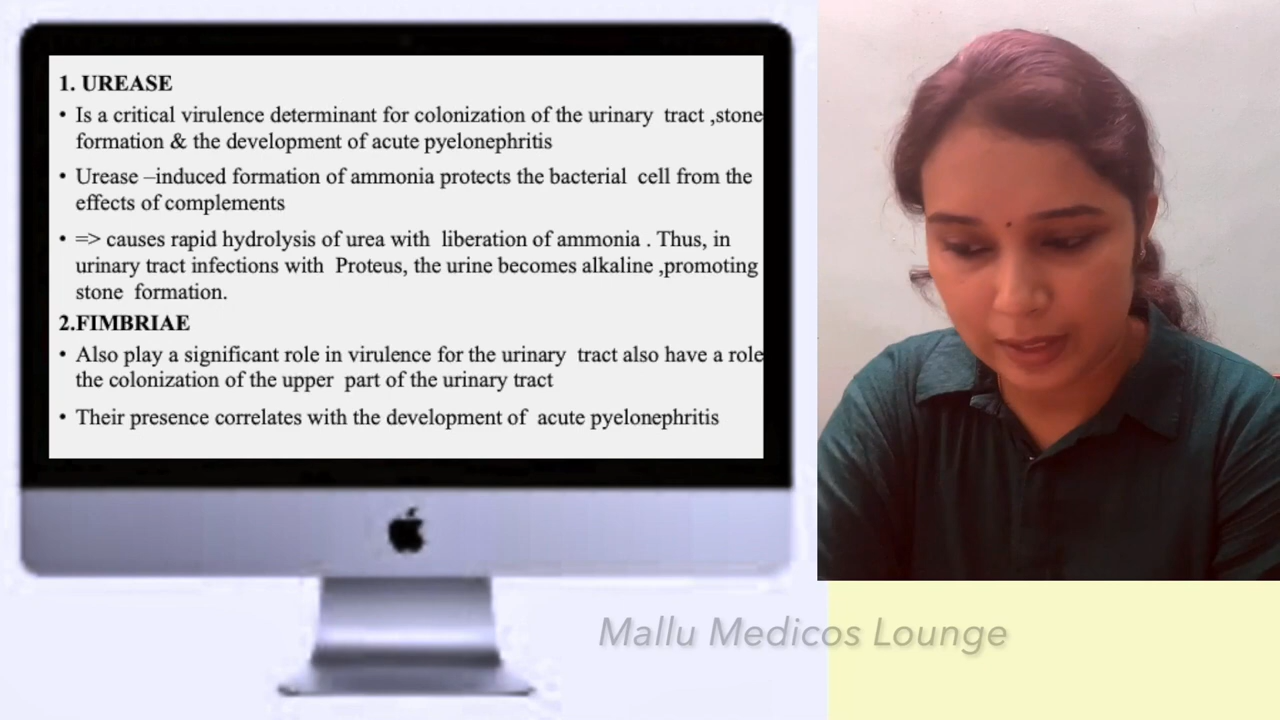 1. UREASE
• Is a critical virulence determinant for colonization of the urinary tract ,stone
formation & the development of acute pyelonephritis
• Urease –induced formation of ammonia protects the bacterial cell from the
effects of complements
• => causes rapid hydrolysis of urea with liberation of ammonia . Thus, in
urinary tract infections with Proteus, the urine becomes alkaline ,promoting
stone formation.
2.FIMBRIAE
• Also play a significant role in virulence for the urinary tract also have a role
the colonization of the upper part of the urinary tract
• Their presence correlates with the development of acute pyelonephritis
Mallu Medicos Lounge